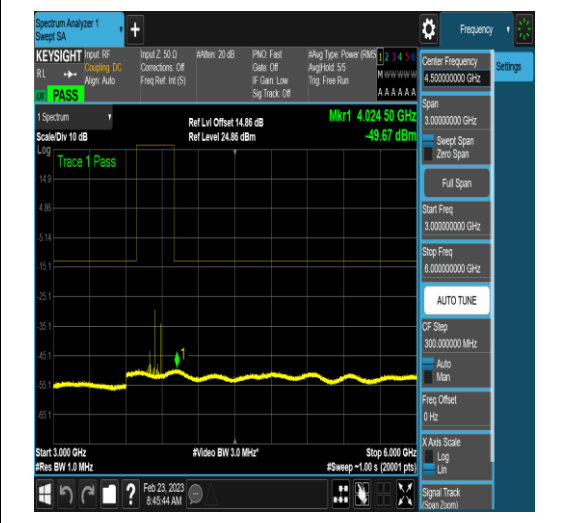 Spectrum Analyzer 1
Swept SA
+
Frequency
KEYSIGHT
RL
PASS
Input: RF
Coupling: DC
Align: Auto
Input Z: 50 Ω
Corrections: Off
Freq Ref: Int (S)
#Atten: 20 dB
PNO: Fast
Gate: Off
IF Gain: Low
Sig Track: Off
#Avg Type: Power (RMS
Avg|Hold: 5/5
Trig: Free Run
1 2 3 4 5 6
M W W W W W
A A A A A A
Center Frequency
4.500000000 GHz
Settings
Span
3.00000000 GHz
Swept Span
Zero Span
Full Span
Start Freq
3.000000000 GHz
Stop Freq
6.000000000 GHz
AUTO TUNE
CF Step
300.000000 MHz
Auto
Man
Freq Offset
0 Hz
X Axis Scale
Log
Lin
Signal Track
(Span Zoom)
1 Spectrum
Scale/Div 10 dB
Ref Lvl Offset 14.86 dB
Ref Level 24.86 dBm
Mkr1 4.024 50 GHz
-49.67 dBm
Log
Trace 1 Pass
14.9
4.86
-5.14
-15.1
-25.1
-35.1
-45.1
-55.1
-65.1
1
Start 3.000 GHz
#Res BW 1.0 MHz
#Video BW 3.0 MHz*
Stop 6.000 GHz
#Sweep ~1.00 s (20001 pts)
?
Feb 23, 2023
8:45:44 AM